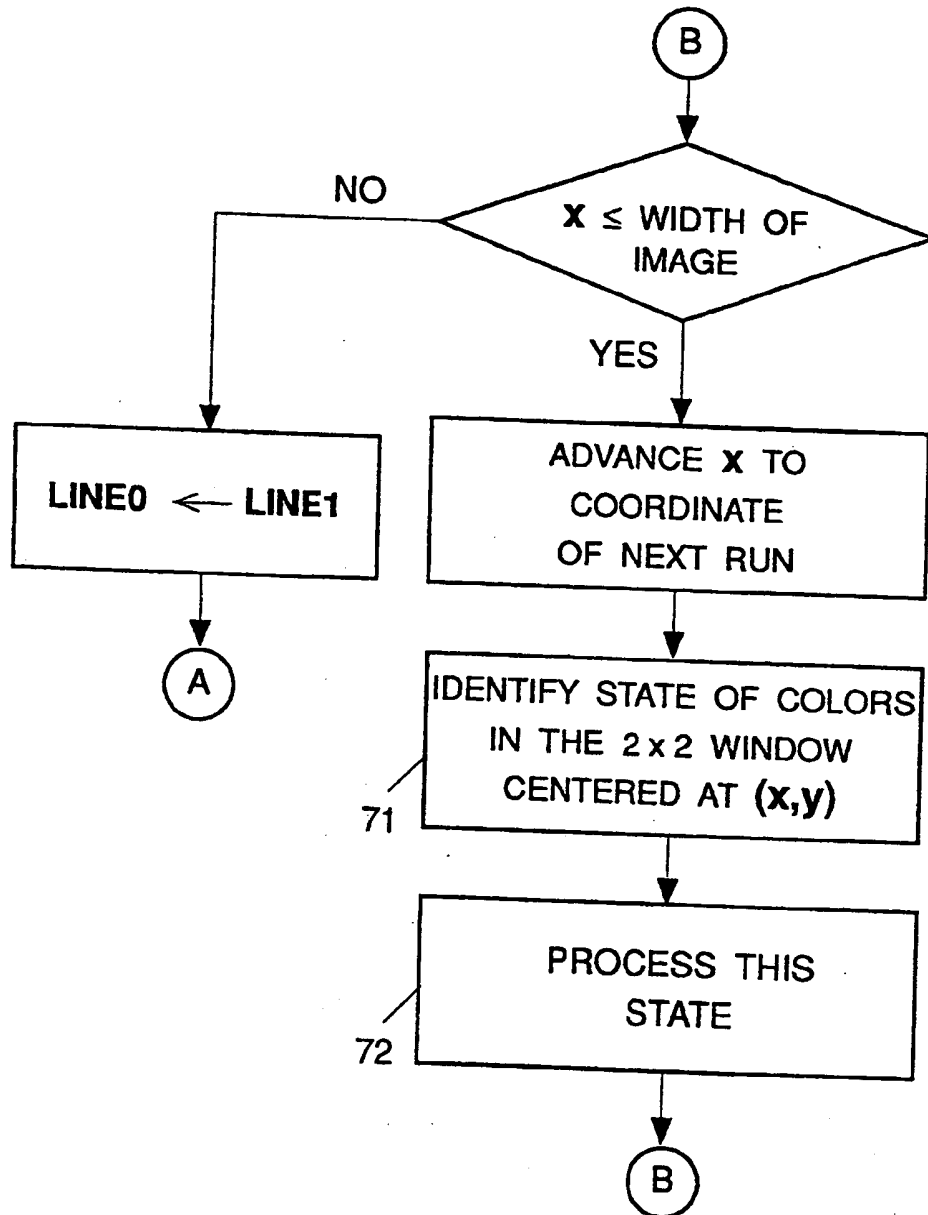 B
NO
x ≤ WIDTH OF
IMAGE
YES
LINE0 ← LINE1
A
ADVANCE x TO
COORDINATE
OF NEXT RUN
IDENTIFY STATE OF COLORS
IN THE 2 x 2 WINDOW
CENTERED AT (x,y)
71
PROCESS THIS
STATE
72
B